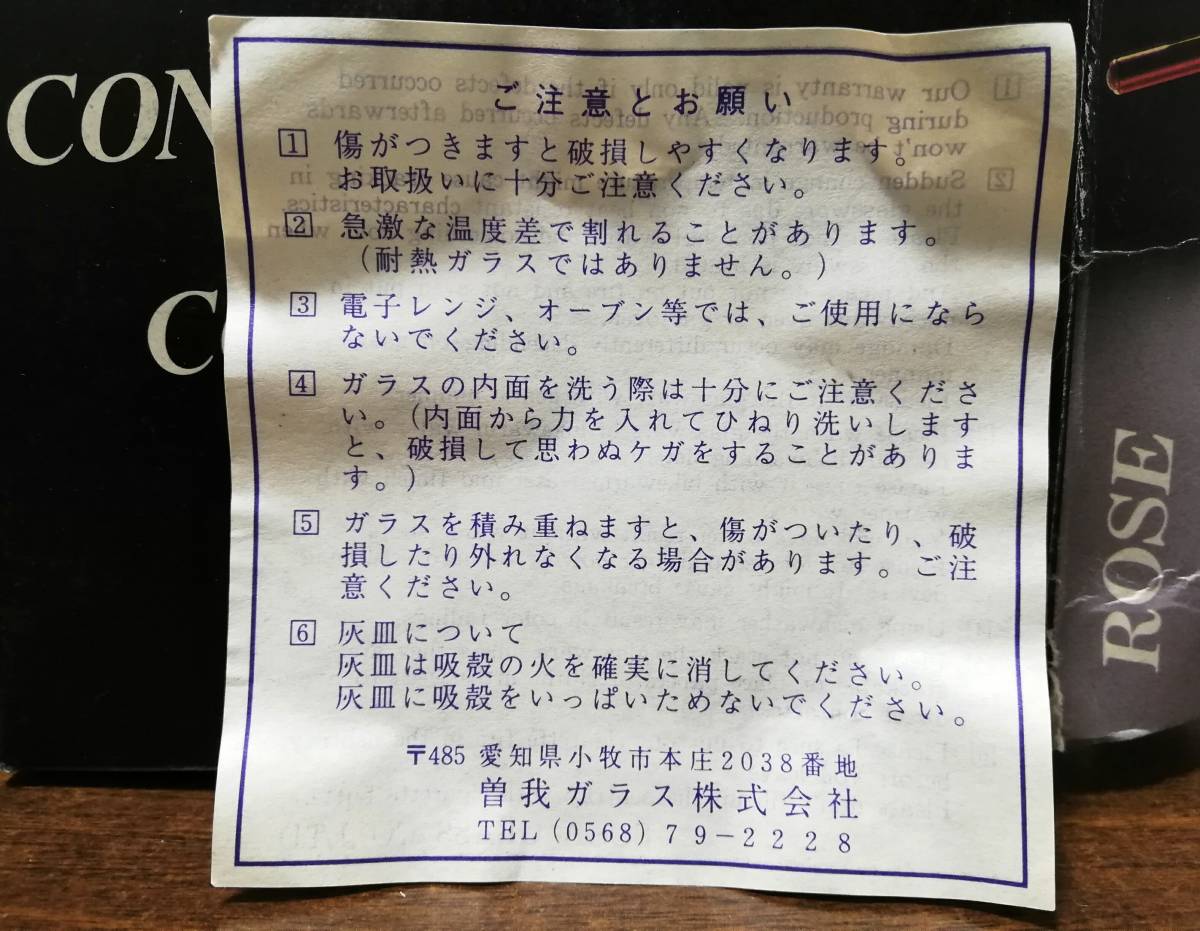 ご注意とお願い
1 傷がつきますと破損しやすくなります。
お取扱いに十分ご注意ください。
2 急激な温度差で割れることがあります。
（耐熱ガラスではありません。）
3 電子レンジ、オーブン等では、ご使用になら
ないでください。
4 ガラスの内面を洗う際は十分にご注意くださ
い。（内面から力を入れてひねり洗いします
と、破損して思わぬケガをすることがありま
す。）
5 ガラスを積み重ねますと、傷がついたり、破
損したり外れなくなる場合があります。ご注
意ください。
6 灰皿について
灰皿は吸殻の火を確実に消してください。
灰皿に吸殻をいっぱいためないでください。
〒485 愛知県小牧市本庄2038番地
曽我ガラス株式会社
TEL (0568) 79-2228
CON
C
ROSE